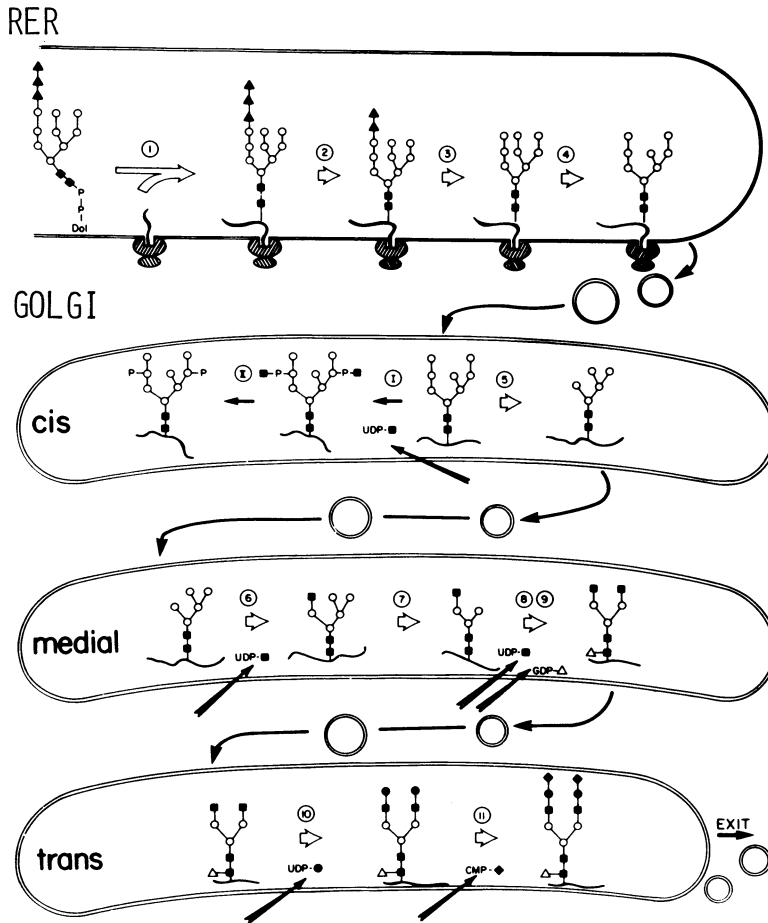 RER
1
2
3
4
P
P
Dol
GOLGI
cis
P
P
II
P
P
I
5
UDP-
medial
6
7
8 9
UDP-
UDP-
GDP-
trans
10
11
UDP-
CMP-
EXIT